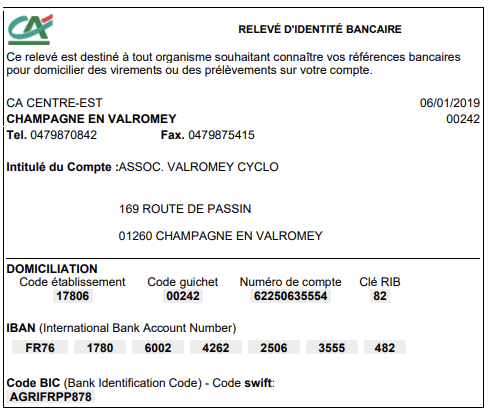 CA
RELEVÉ D'IDENTITÉ BANCAIRE
Ce relevé est destiné à tout organisme souhaitant connaître vos références bancaires
pour domicilier des virements ou des prélèvements sur votre compte.
CA CENTRE-EST 06/01/2019
CHAMPAGNE EN VALROMEY 00242
Tel. 0479870842 Fax. 0479875415
Intitulé du Compte :ASSOC. VALROMEY CYCLO
169 ROUTE DE PASSIN
01260 CHAMPAGNE EN VALROMEY
DOMICILIATION
Code établissement Code guichet Numéro de compte Clé RIB
17806 00242 62250635554 82
IBAN (International Bank Account Number)
FR76 1780 6002 4262 2506 3555 482
Code BIC (Bank Identification Code) - Code swift:
AGRIFRPP878